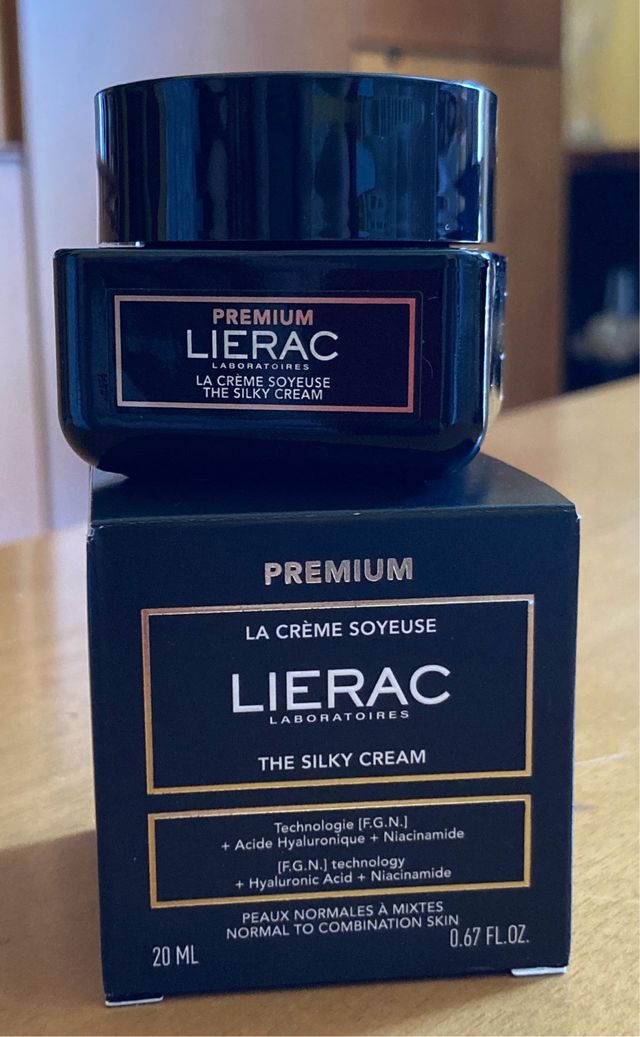 PREMIUM
LIERAC
LABORATOIRES
LA CRÈME SOYEUSE
THE SILKY CREAM
PREMIUM
LA CRÈME SOYEUSE
LIERAC
LABORATOIRES
THE SILKY CREAM
Technologie [F.G.N.]
+ Acide Hyaluronique + Niacinamide
[F.G.N.] technology
+ Hyaluronic Acid + Niacinamide
PEAUX NORMALES À MIXTES
NORMAL TO COMBINATION SKIN
20 ML 0.67 FL.OZ.